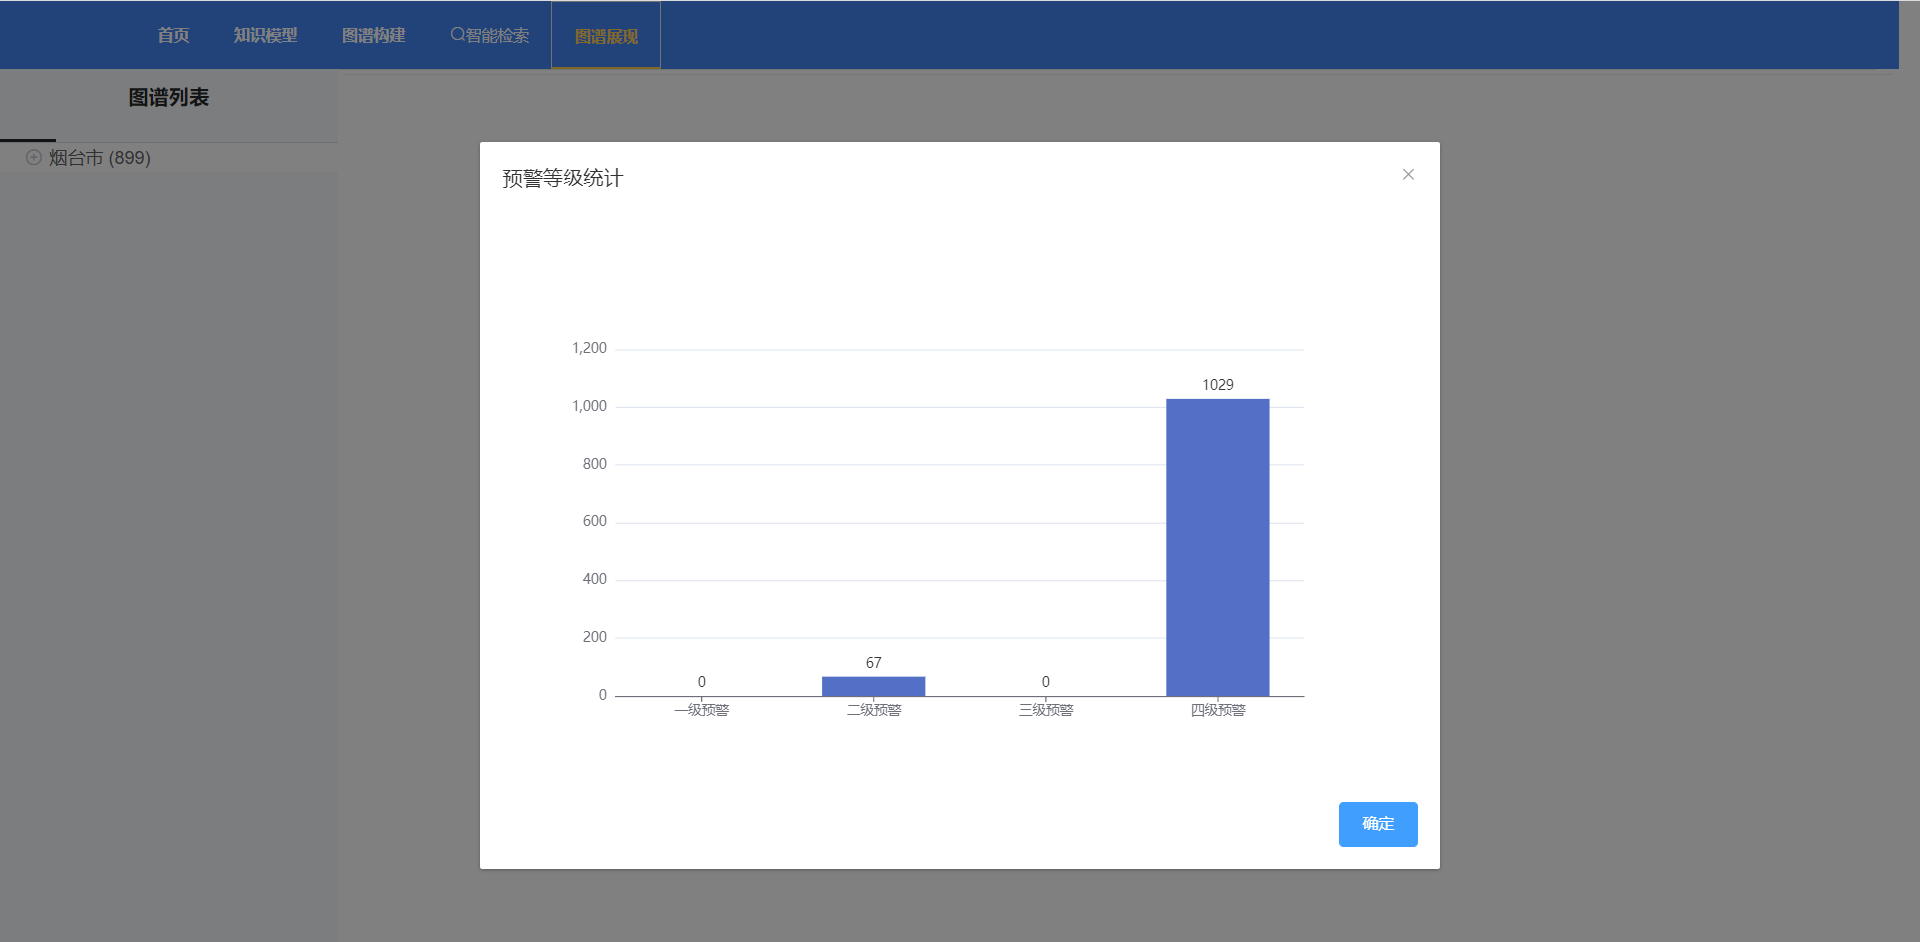 首页 知识模型 图谱构建 智能检索 图谱展现
图谱列表
烟台市 (899)
预警等级统计
1,200
1,000
800
600
400
200
0
0 67 0 1029
一级预警 二级预警 三级预警 四级预警
确定